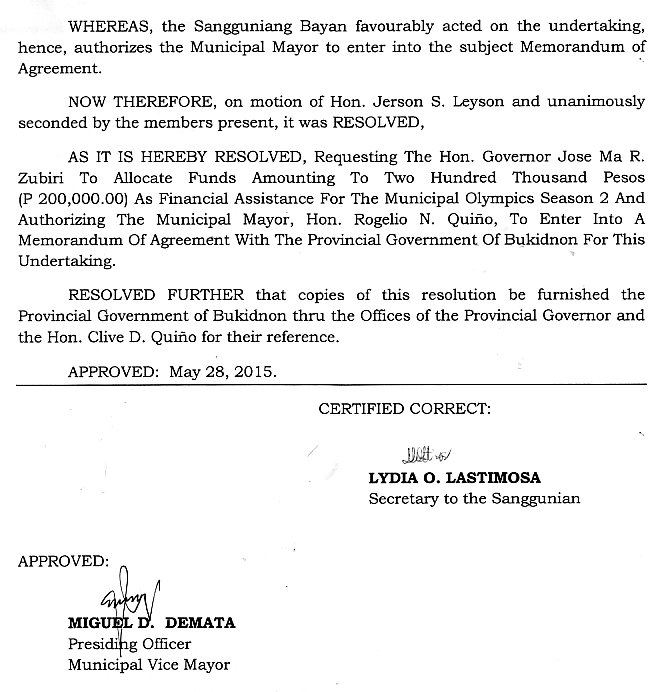 WHEREAS, the Sangguniang Bayan favourably acted on the undertaking,
hence, authorizes the Municipal Mayor to enter into the subject Memorandum of
Agreement.
NOW THEREFORE, on motion of Hon. Jerson S. Leyson and unanimously
seconded by the members present, it was RESOLVED,
AS IT IS HEREBY RESOLVED, Requesting The Hon. Governor Jose Ma R.
Zubiri To Allocate Funds Amounting To Two Hundred Thousand Pesos
(P 200,000.00) As Financial Assistance For The Municipal Olympics Season 2 And
Authorizing The Municipal Mayor, Hon. Rogelio N. Quiño, To Enter Into A
Memorandum Of Agreement With The Provincial Government Of Bukidnon For This
Undertaking.
RESOLVED FURTHER that copies of this resolution be furnished the
Provincial Government of Bukidnon thru the Offices of the Provincial Governor and
the Hon. Clive D. Quiño for their reference.
APPROVED: May 28, 2015.
CERTIFIED CORRECT:
LYDIA O. LASTIMOSA
Secretary to the Sanggunian
APPROVED:
MIGUEL D. DEMATA
Presiding Officer
Municipal Vice Mayor